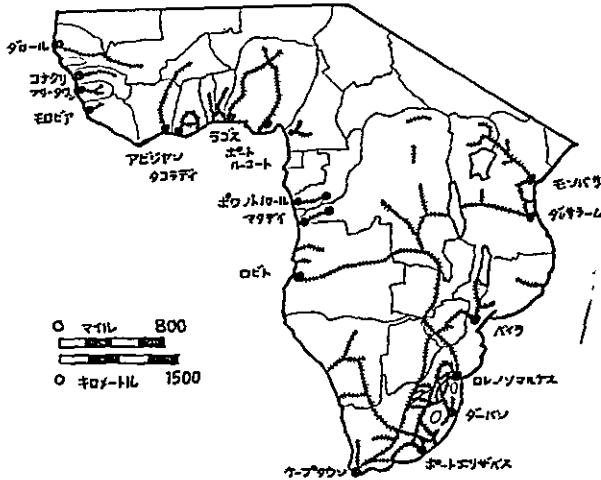 ダカール
コナクリ
フリータウン
モロビア
アビジャン
タコラディ
ラゴス
ポート
ハーコート
モンバサ
ダルサラーム
ポワントノワール
マタディ
ロビト
ベイラ
○ マイル 800
○ キロメートル 1500
ロレンソマルケス
ダーバン
ポートエリザベス
ケープタウン